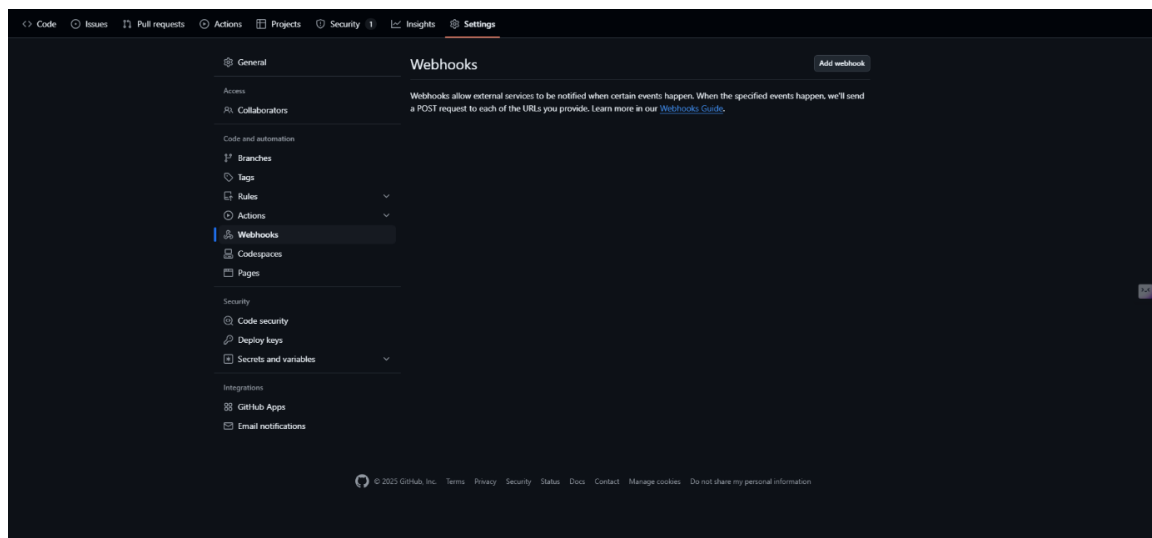 Code Issues Pull requests Actions Projects Security 1 Insights Settings
General
Access
Collaborators
Code and automation
Branches
Tags
Rules
Actions
Webhooks
Codespaces
Pages
Security
Code security
Deploy keys
Secrets and variables
Integrations
GitHub Apps
Email notifications
Webhooks
Add webhook
Webhooks allow external services to be notified when certain events happen. When the specified events happen, we'll send
a POST request to each of the URLs you provide. Learn more in our Webhooks Guide.
© 2025 GitHub, Inc. Terms Privacy Security Status Docs Contact Manage cookies Do not share my personal information